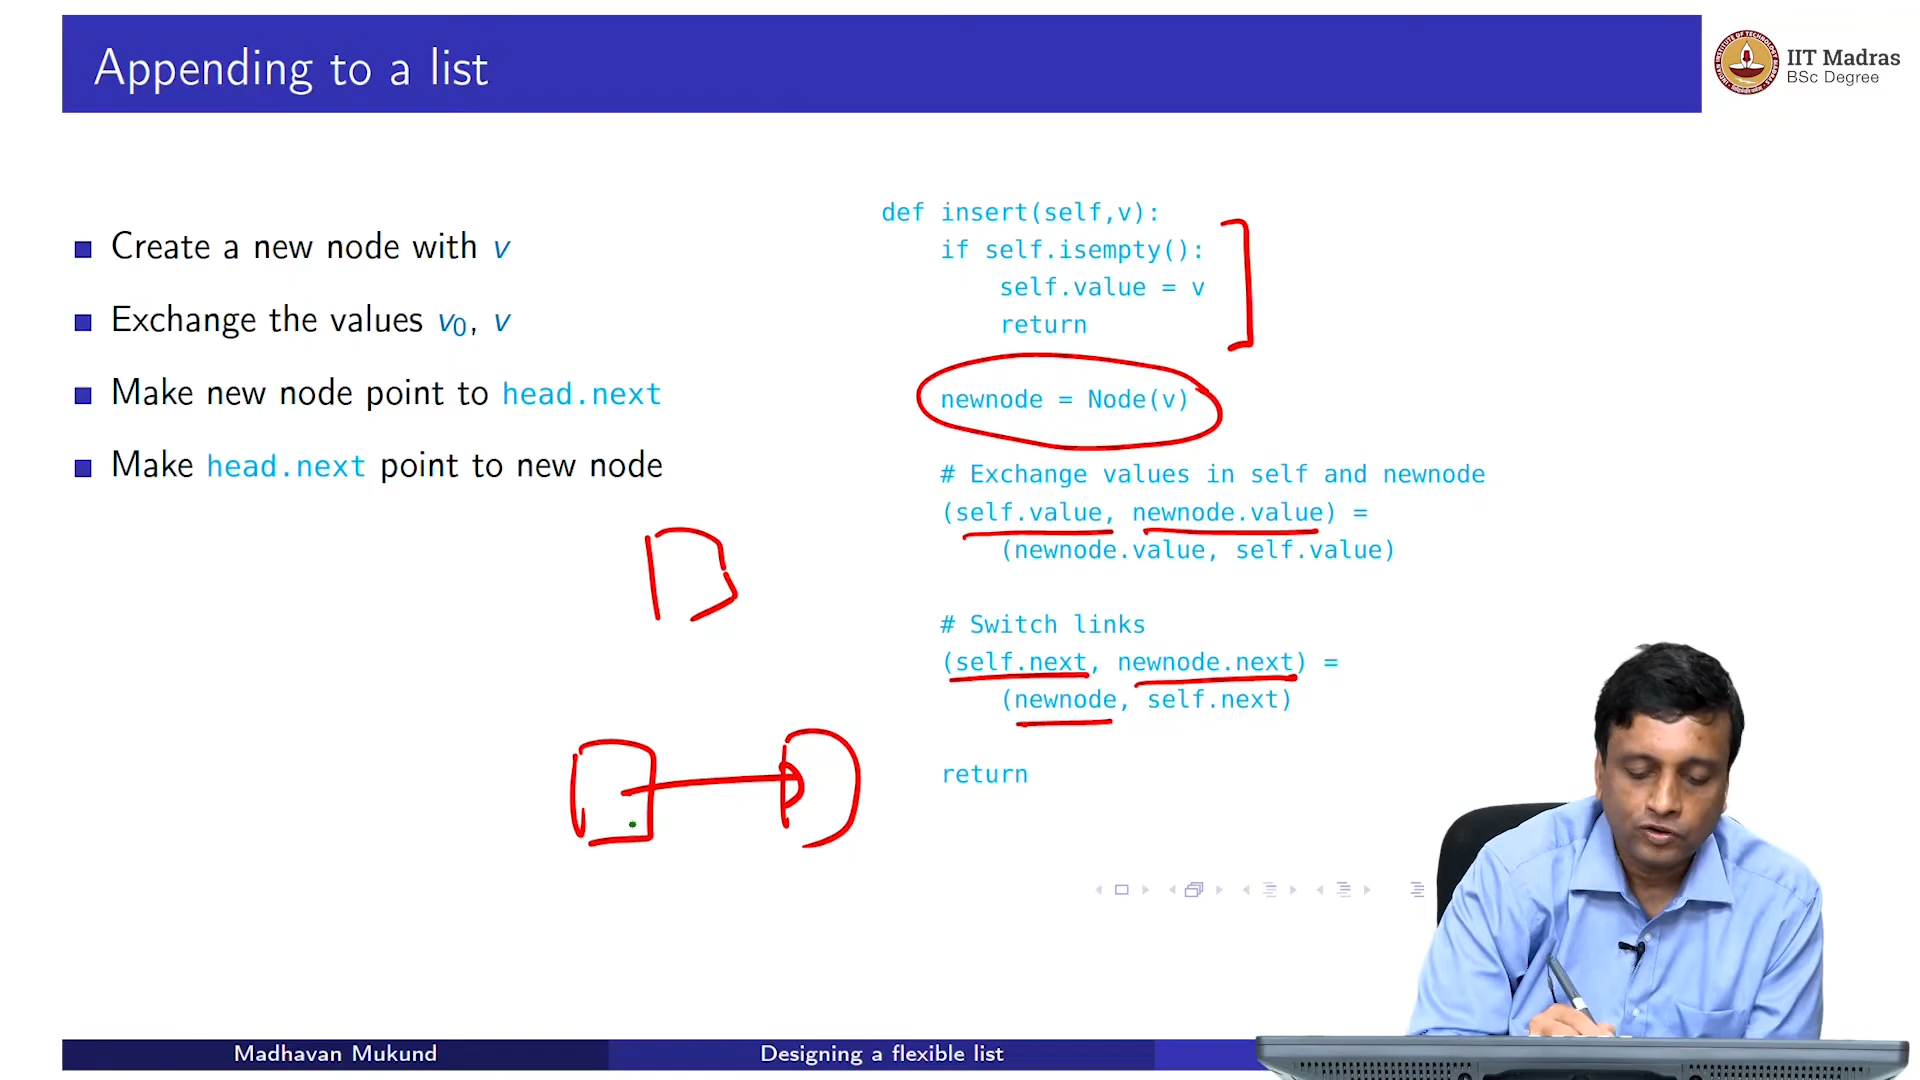 Appending to a list
IIT Madras
BSc Degree
Create a new node with v
Exchange the values v₀, v
Make new node point to head.next
Make head.next point to new node
def insert(self,v):
if self.isempty():
self.value = v
return
newnode = Node(v)
# Exchange values in self and newnode
(self.value, newnode.value) =
(newnode.value, self.value)
# Switch links
(self.next, newnode.next) =
(newnode, self.next)
return
Madhavan Mukund
Designing a flexible list